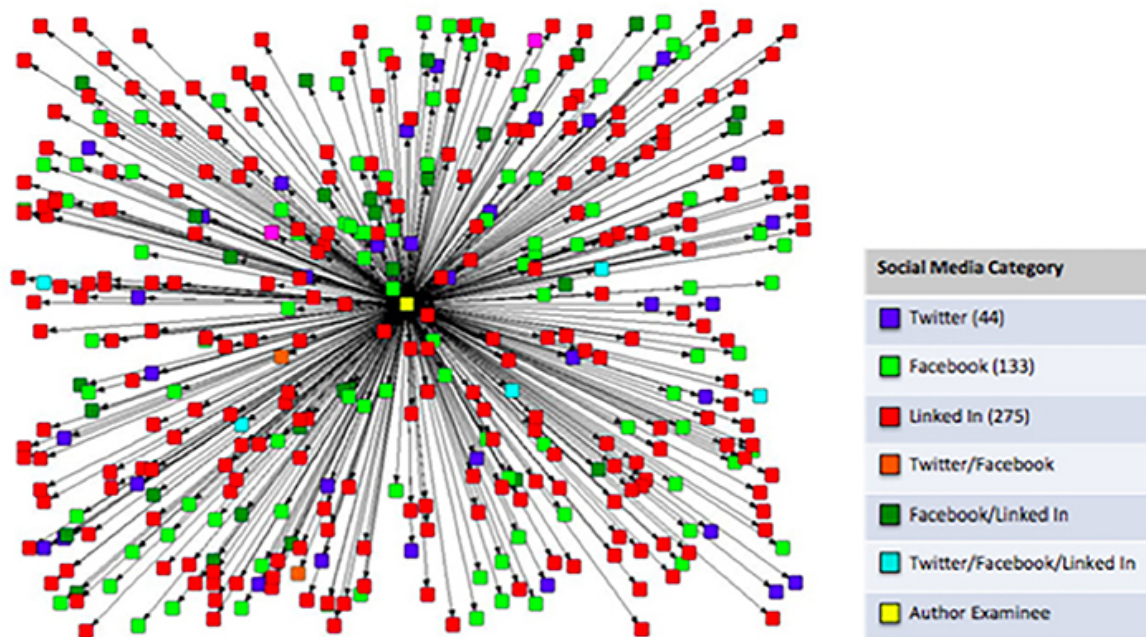 Social Media Category
Twitter (44)
Facebook (133)
Linked In (275)
Twitter/Facebook
Facebook/Linked In
Twitter/Facebook/Linked In
Author Examinee